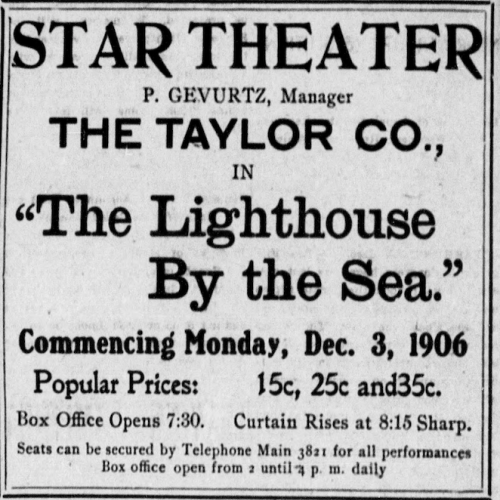 STAR THEATER
P. GEVURTZ, Manager
THE TAYLOR CO.,
IN
“The Lighthouse
By the Sea.”
Commencing Monday, Dec. 3, 1906
Popular Prices: 15c, 25c and35c.
Box Office Opens 7:30. Curtain Rises at 8:15 Sharp.
Seats can be secured by Telephone Main 3821 for all performances
Box office open from 2 until 4 p. m. daily